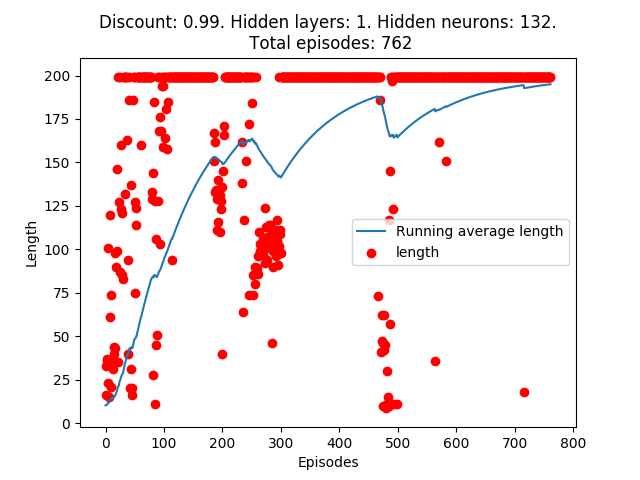 Discount: 0.99. Hidden layers: 1. Hidden neurons: 132.
Total episodes: 762
200
175
150
125
100
75
50
25
0
Length
Running average length
length
0 100 200 300 400 500 600 700 800
Episodes